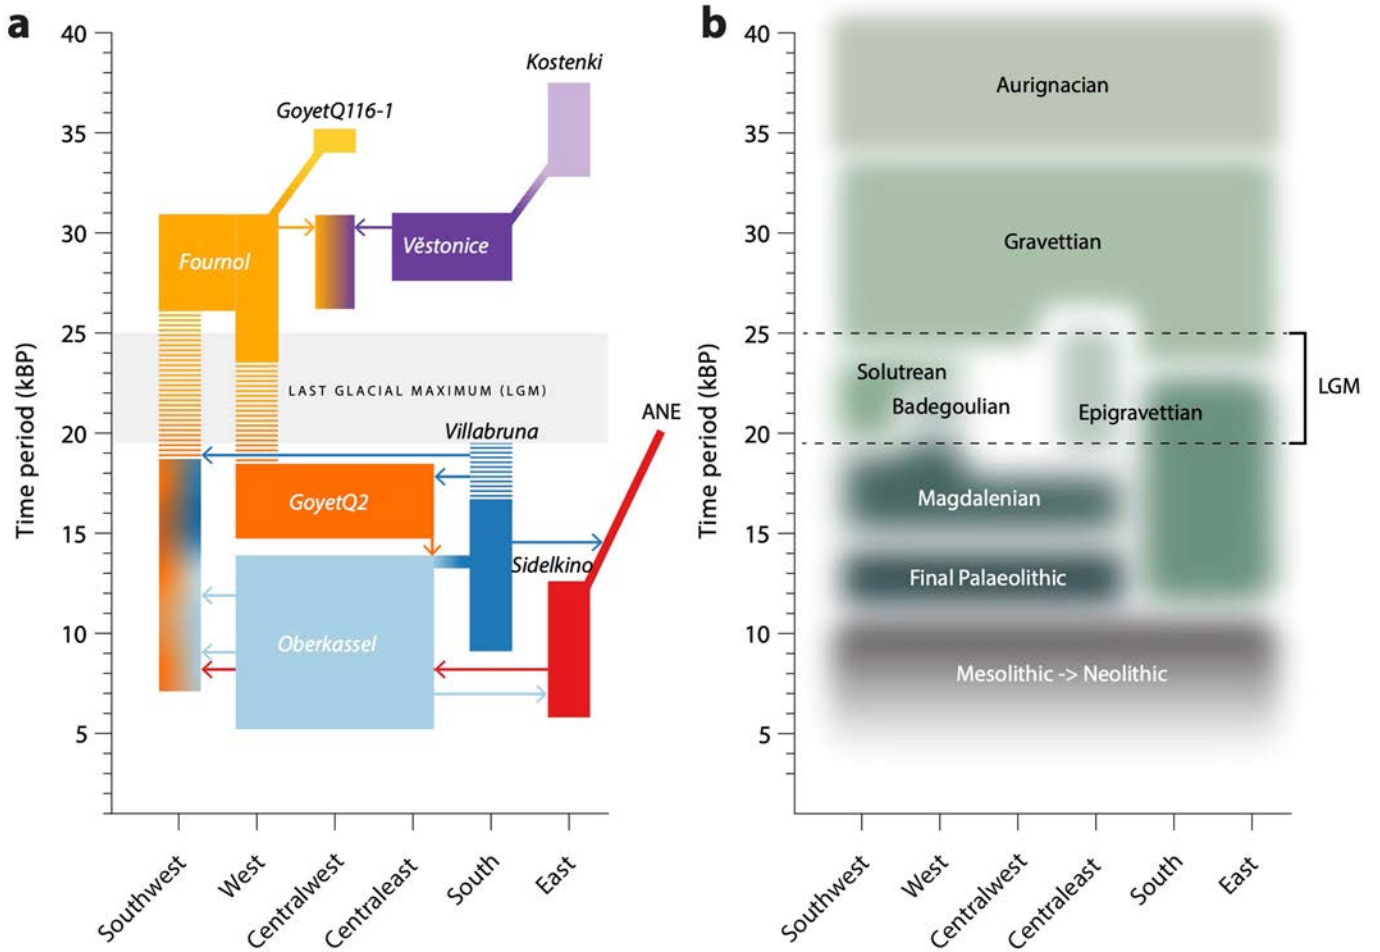 a
Time period (kBP)
40
35
30
25
20
15
10
5
Kostenki
GoyetQ116-1
Fournol
Věstonice
LAST GLACIAL MAXIMUM (LGM)
ANE
Villabruna
GoyetQ2
Sidelkino
Oberkassel
Southwest
West
Centralwest
Centraleast
South
East
b
Time period (kBP)
40
35
30
25
20
15
10
5
Aurignacian
Gravettian
Solutrean
Badegoulian
Epigravettian
LGM
Magdalenian
Final Palaeolithic
Mesolithic -> Neolithic
Southwest
West
Centralwest
Centraleast
South
East